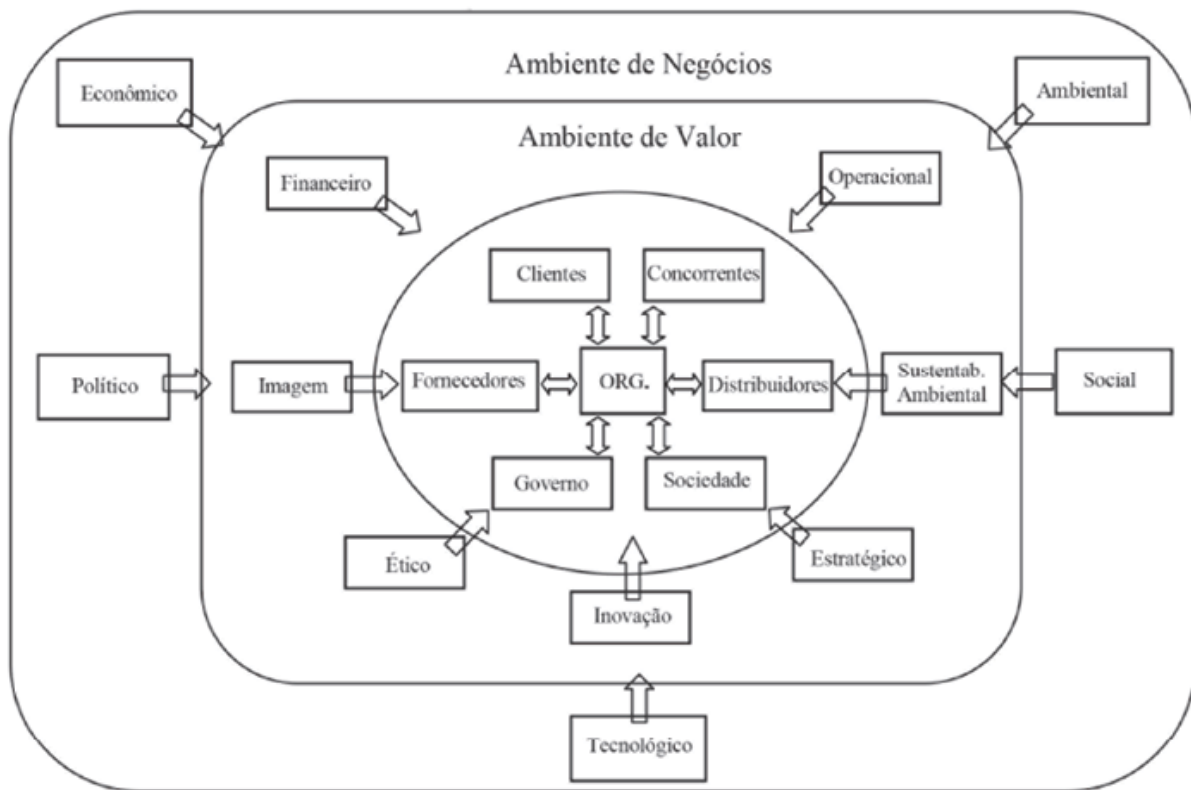 Ambiente de Negócios
Econômico
Ambiental
Ambiente de Valor
Financeiro
Operacional
Clientes
Concorrentes
Político
Imagem
Fornecedores
ORG.
Distribuidores
Sustentab.
Ambiental
Social
Governo
Sociedade
Ético
Estratégico
Inovação
Tecnológico